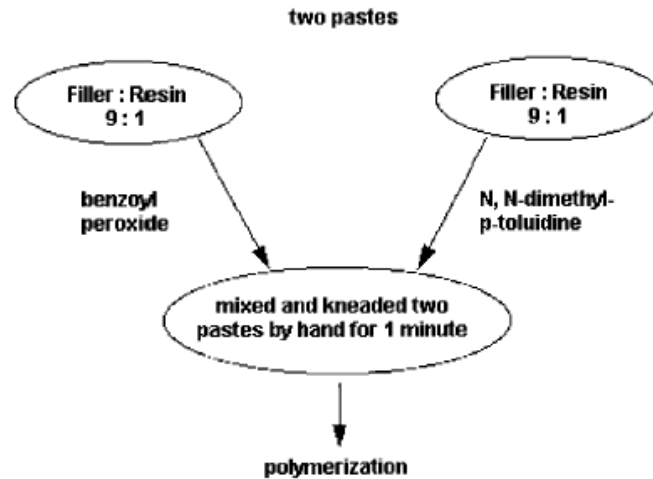 two pastes
Filler : Resin
9 : 1
Filler : Resin
9 : 1
benzoyl
peroxide
N, N-dimethyl-
p-toluidine
mixed and kneaded two
pastes by hand for 1 minute
polymerization